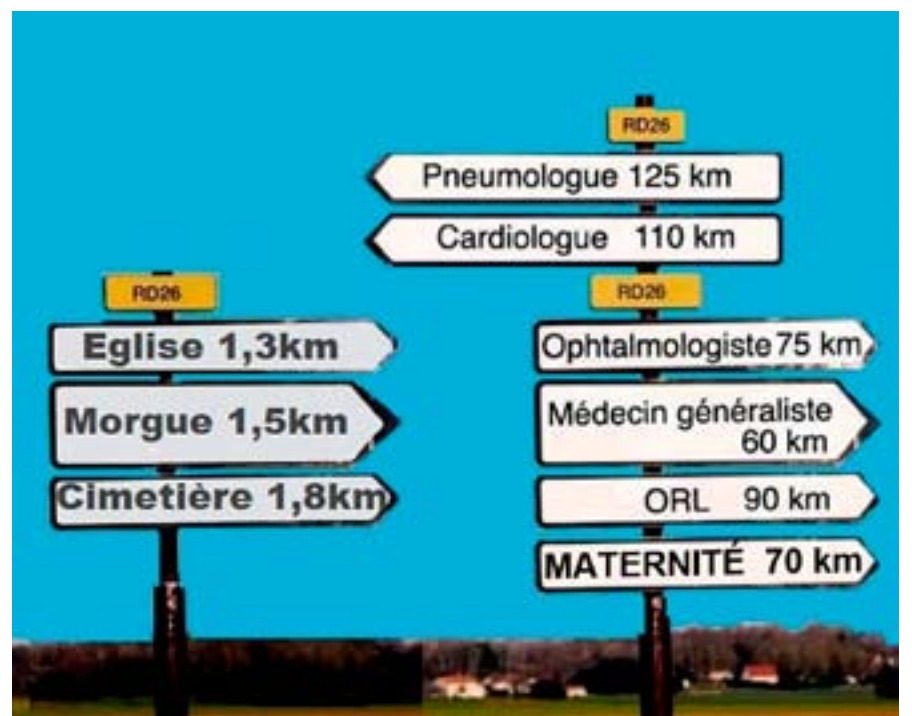 RD26
Eglise 1,3km
Morgue 1,5km
Cimetière 1,8km
RD26
Pneumologue 125 km
Cardiologue 110 km
RD26
Ophtalmologiste 75 km
Médecin généraliste
60 km
ORL 90 km
MATERNITÉ 70 km